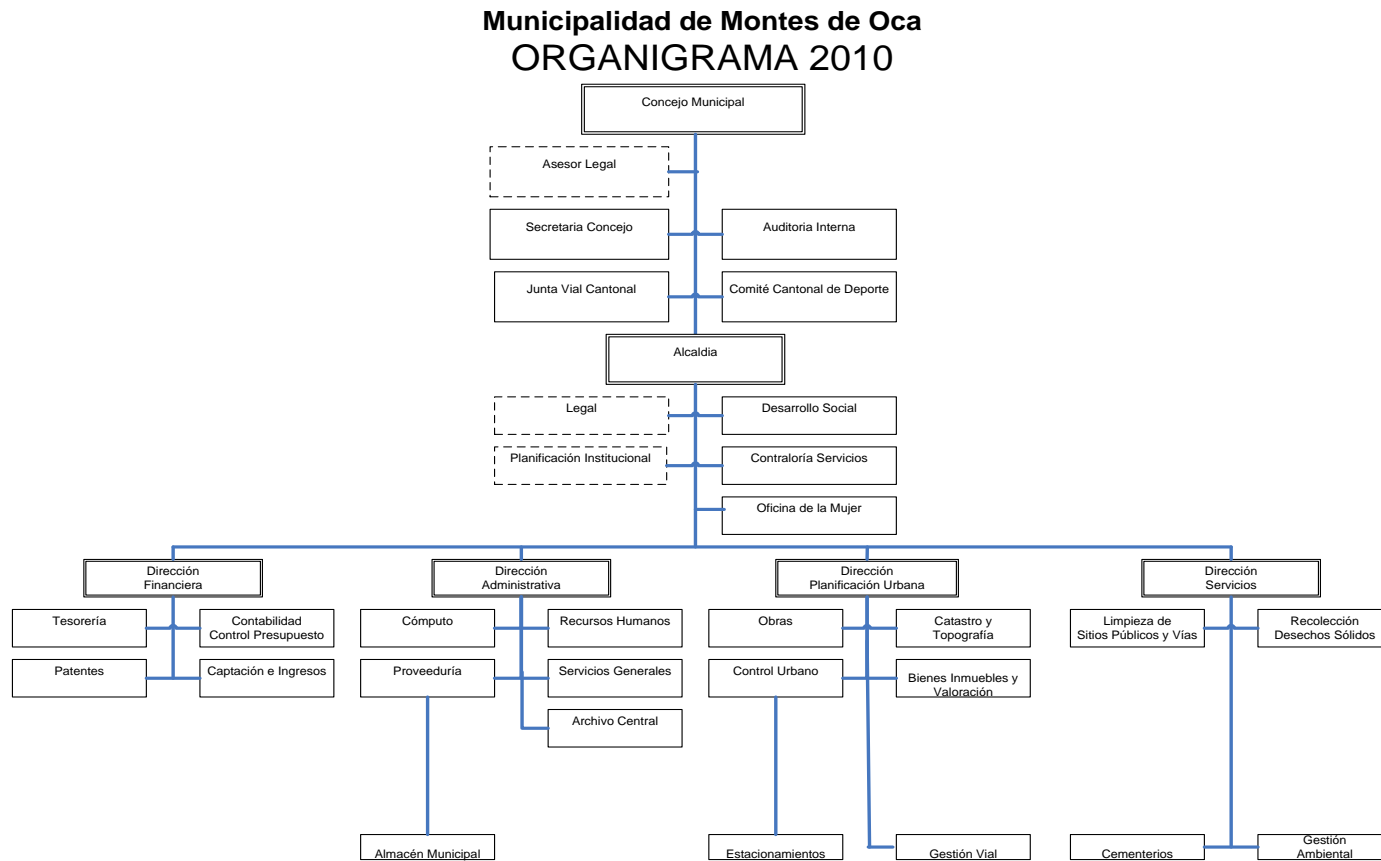 Municipalidad de Montes de Oca
ORGANIGRAMA 2010
Concejo Municipal
Asesor Legal
Secretaria Concejo
Auditoria Interna
Junta Vial Cantonal
Comité Cantonal de Deporte
Alcaldia
Legal
Desarrollo Social
Planificación Institucional
Contraloría Servicios
Oficina de la Mujer
Dirección
Financiera
Dirección
Administrativa
Dirección
Planificación Urbana
Dirección
Servicios
Tesorería
Contabilidad
Control Presupuesto
Cómputo
Recursos Humanos
Obras
Catastro y
Topografía
Limpieza de
Sitios Públicos y Vías
Recolección
Desechos Sólidos
Patentes
Captación e Ingresos
Proveeduría
Servicios Generales
Control Urbano
Bienes Inmuebles y
Valoración
Archivo Central
Almacén Municipal
Estacionamientos
Gestión Vial
Cementerios
Gestión
Ambiental